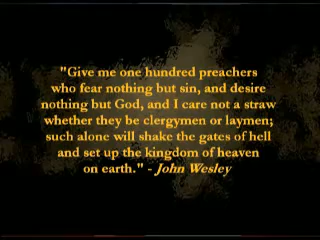 "Give me one hundred preachers
who fear nothing but sin, and desire
nothing but God, and I care not a straw
whether they be clergymen or laymen;
such alone will shake the gates of hell
and set up the kingdom of heaven
on earth." - John Wesley